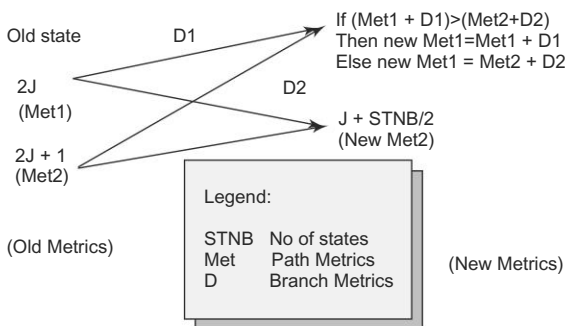 Old state
D1
If (Met1 + D1)>(Met2+D2)
Then new Met1=Met1 + D1
Else new Met1 = Met2 + D2
2J
(Met1)
D2
J + STNB/2
(New Met2)
2J + 1
(Met2)
Legend:
STNB No of states
Met Path Metrics
D Branch Metrics
(Old Metrics)
(New Metrics)